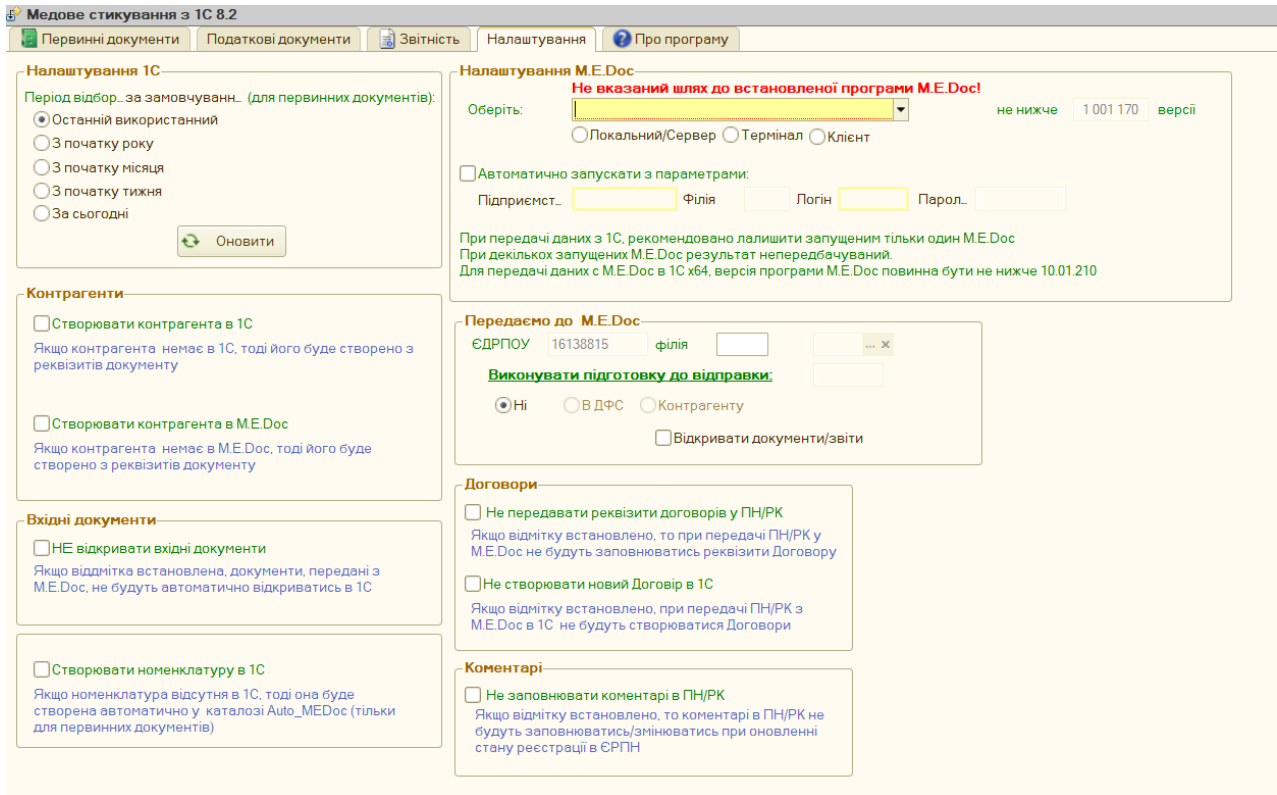 Медове стикування з 1С 8.2
Первинні документи
Податкові документи
Звітність
Налаштування
Про програму
Налаштування 1С
Період відбор... за замовчуванн... (для первинних документів):
Останній використанний
З початку року
З початку місяця
З початку тижня
За сьогодні
Оновити
Контрагенти
Створювати контрагента в 1С
Якщо контрагента немає в 1С, тоді його буде створено з
реквізитів документу
Створювати контрагента в M.E.Doc
Якщо контрагента немає в M.E.Doc, тоді його буде
створено з реквізитів документу
Вхідні документи
НЕ відкривати вхідні документи
Якщо віддмітка встановлена, документи, передані з
M.E.Doc, не будуть автоматично відкриватись в 1С
Створювати номенклатуру в 1С
Якщо номенклатура відсутня в 1С, тоді она буде
створена автоматично у каталозі Auto_MEDoc (тільки
для первинних документів)
Налаштування M.E.Doc
Не вказаний шлях до встановленої програми M.E.Doc!
Оберіть:
не нижче 1 001 170 версії
Локальний/Сервер Термінал Клієнт
Автоматично запускати з параметрами:
Підприємст... Філія Логін Парол...
При передачі даних з 1С, рекомендовано лалишити запущеним тільки один M.E.Doc
При декількох запущених M.E.Doc результат непередбачуваний.
Для передачі даних с M.E.Doc в 1С х64, версія програми M.E.Doc повинна бути не нижче 10.01.210
Передаємо до M.E.Doc
ЄДРПОУ 16138815 філія
Виконувати підготовку до відправки:
Ні В ДФС Контрагенту
Відкривати документи/звіти
Договори
Не передавати реквізити договорів у ПН/РК
Якщо відмітку встановлено, то при передачі ПН/РК у
M.E.Doc не будуть заповнюватись реквізити Договору
Не створювати новий Договір в 1С
Якщо відмітку встановлено, при передачі ПН/РК з
M.E.Doc в 1С не будуть створюватися Договори
Коментарі
Не заповнювати коментарі в ПН/РК
Якщо відмітку встановлено, то коментарі в ПН/РК не
будуть заповнюватись/змінюватись при оновленні
стану реєстрації в ЄРПН